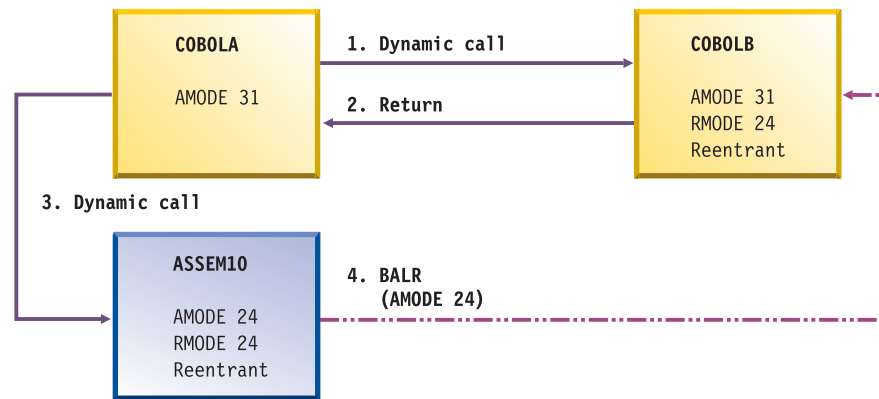 COBOLA
AMODE 31
1. Dynamic call
2. Return
COBOLB
AMODE 31
RMODE 24
Reentrant
3. Dynamic call
ASSEM10
AMODE 24
RMODE 24
Reentrant
4. BALR
(AMODE 24)